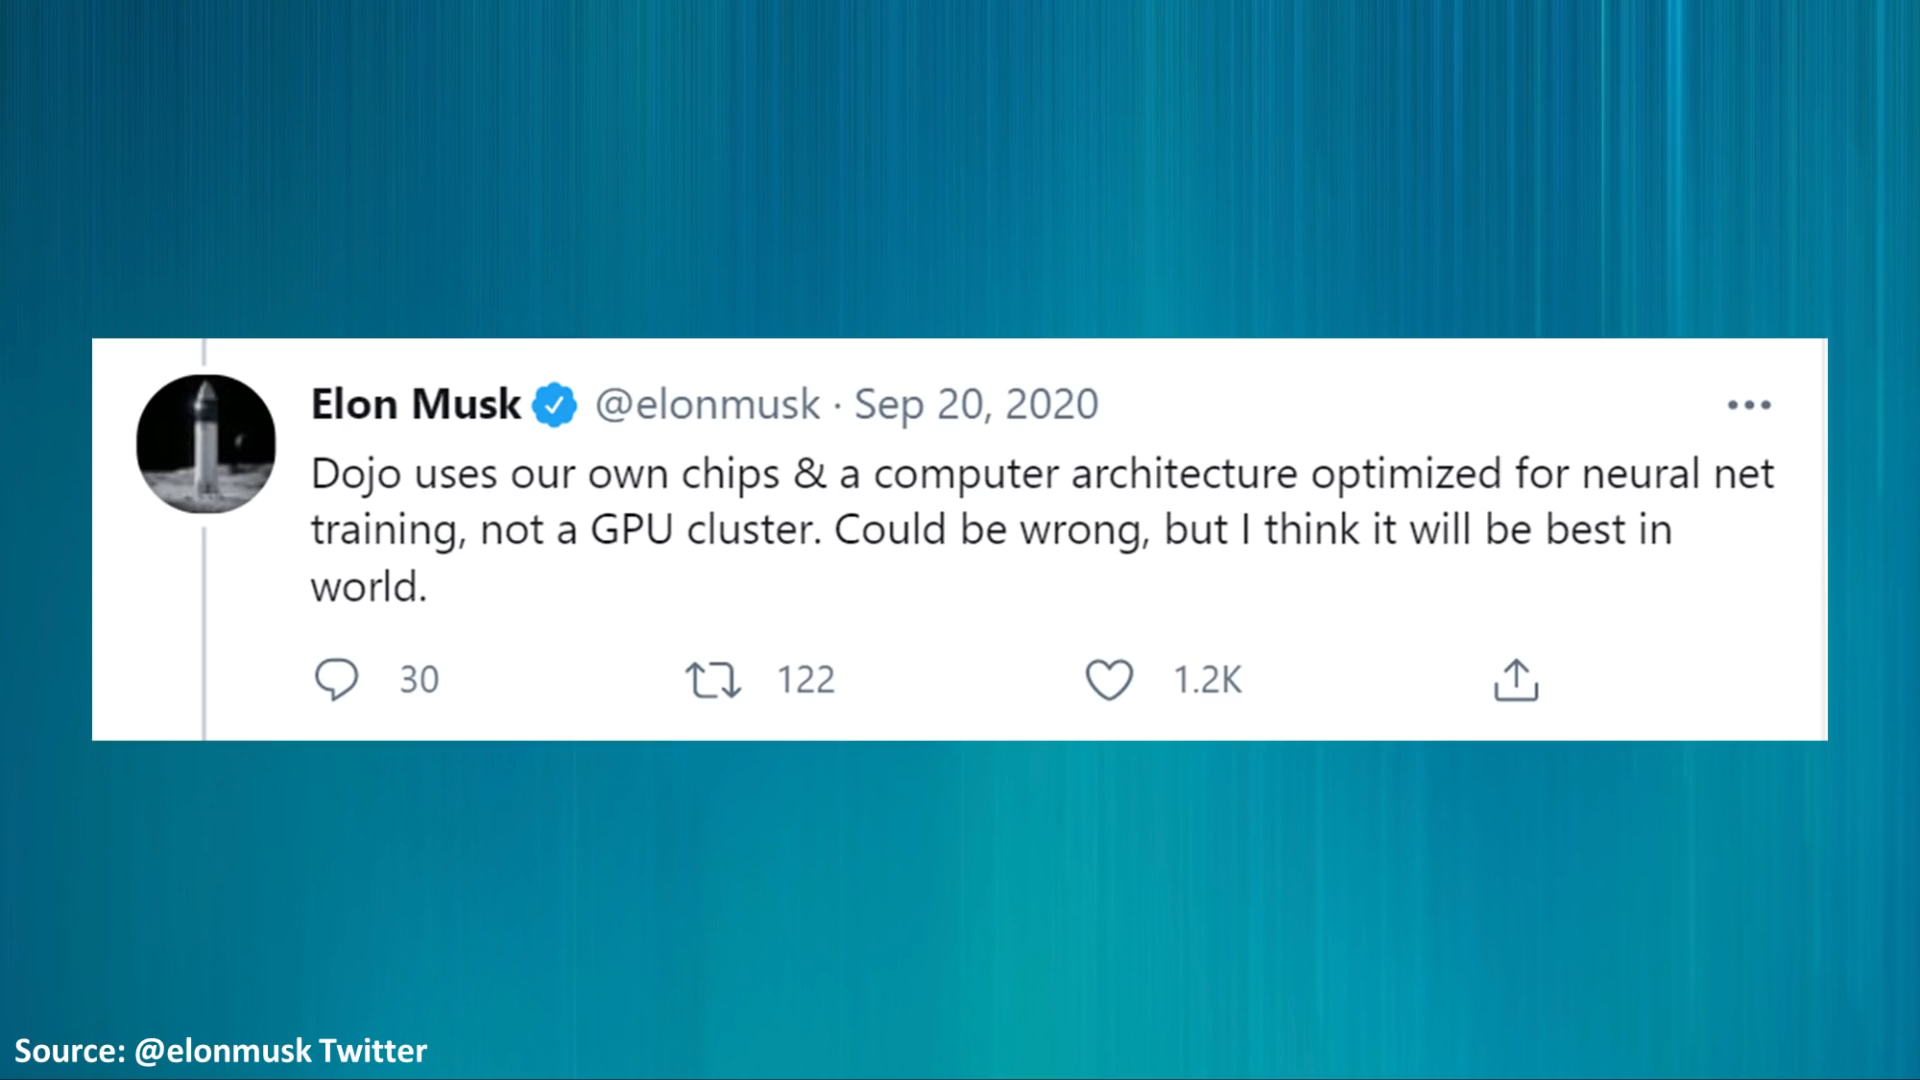 Elon Musk @elonmusk · Sep 20, 2020
Dojo uses our own chips & a computer architecture optimized for neural net
training, not a GPU cluster. Could be wrong, but I think it will be best in
world.
30 122 1.2K
Source: @elonmusk Twitter